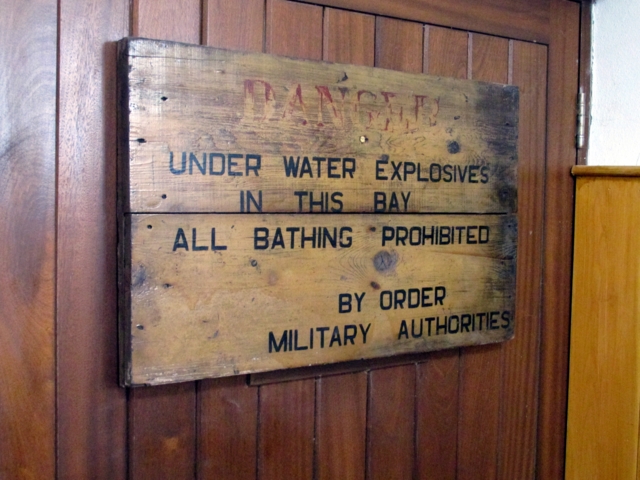 DANGER
UNDER WATER EXPLOSIVES
IN THIS BAY
ALL BATHING PROHIBITED
BY ORDER
MILITARY AUTHORITIES